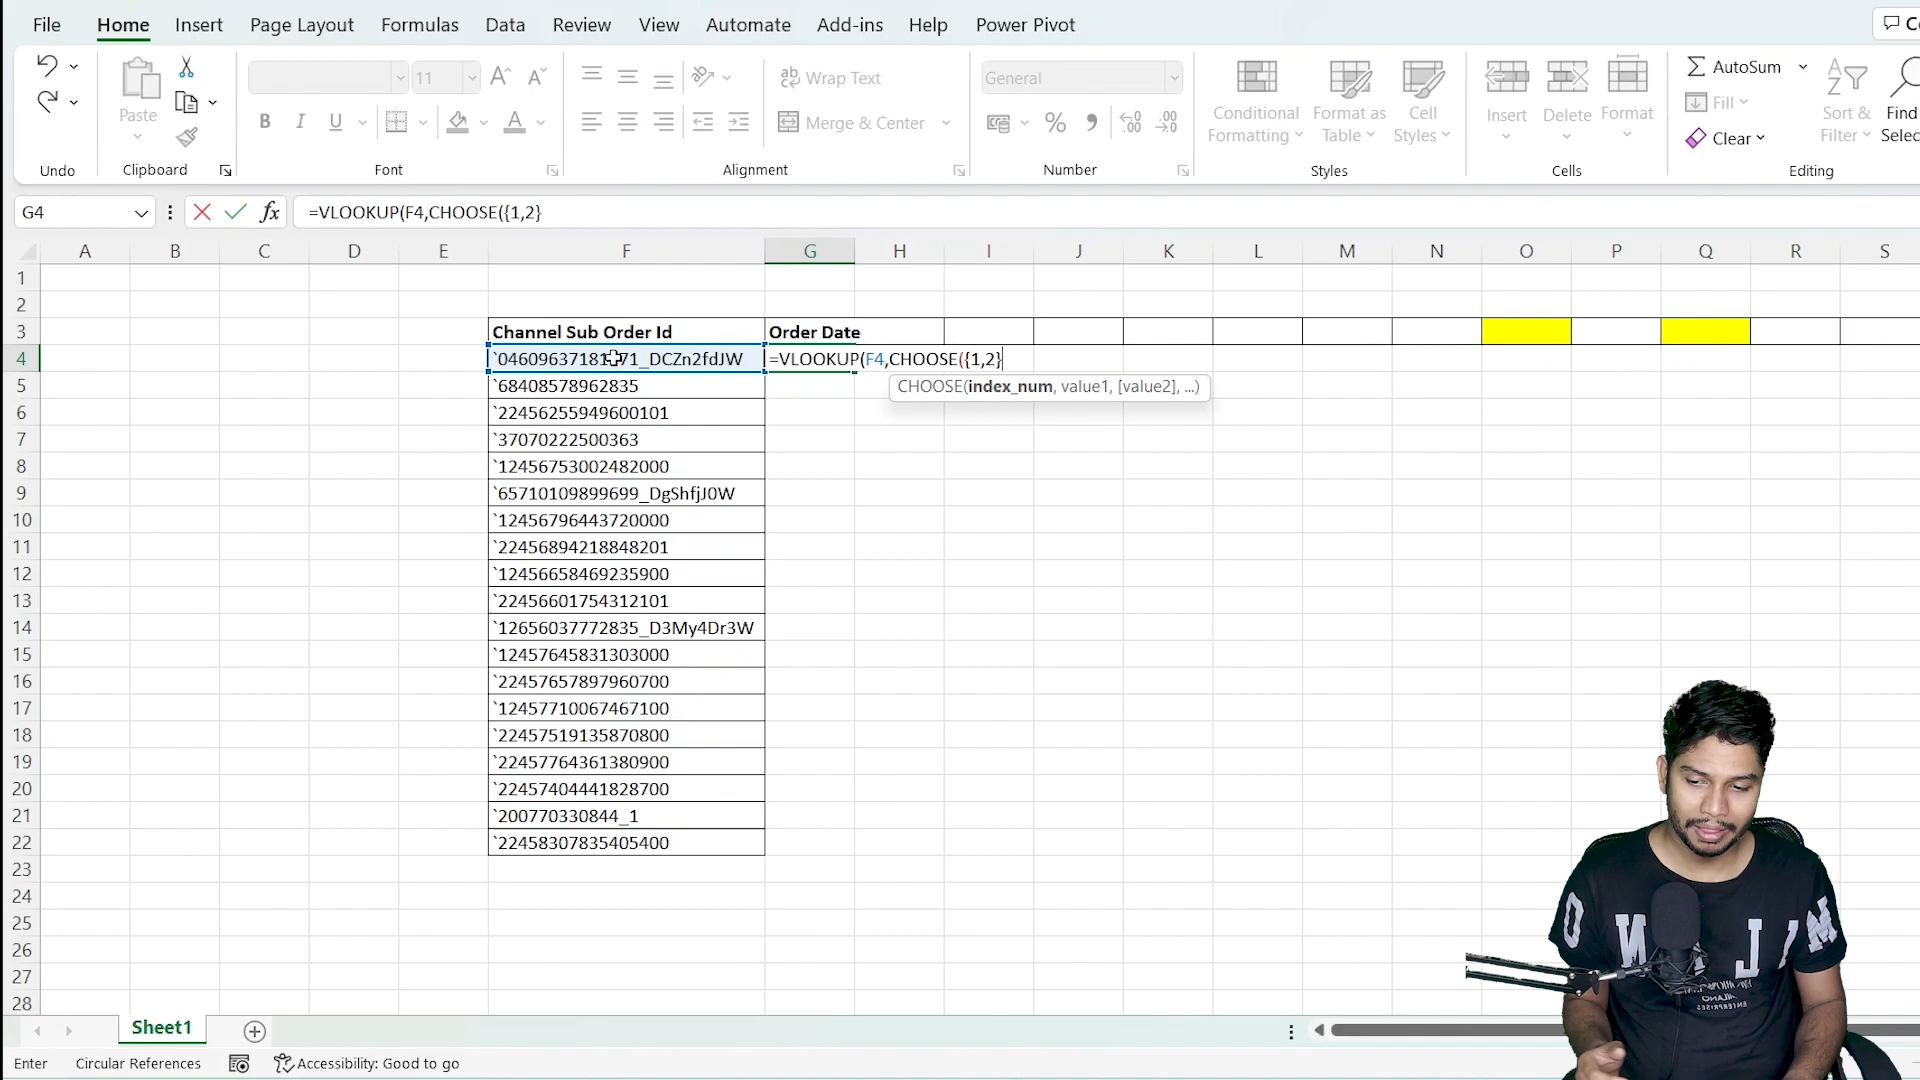 File Home Insert Page Layout Formulas Data Review View Automate Add-ins Help Power Pivot
11
ab Wrap Text
General
AutoSum
Paste
B I U
Merge & Center
% 9
Conditional Formatting
Format as Table
Cell Styles
Insert
Delete
Format
Fill
Clear
Sort & Filter
Find
Undo
Clipboard
Font
Alignment
Number
Styles
Cells
Editing
G4
fx
=VLOOKUP(F4,CHOOSE({1,2}
A B C D E F G H I J K L M N O P Q R S
1
2
3 Channel Sub Order Id Order Date
4 =VLOOKUP(F4,CHOOSE({1,2}
CHOOSE(index_num, value1, [value2], ...)
5 `68408578962835
6 `22456255949600101
7 `37070222500363
8 `12456753002482000
9 `65710109899699_DgShfjJ0W
10 `12456796443720000
11 `22456894218848201
12 `12456658469235900
13 `22456601754312101
14 `12656037772835_D3My4Dr3W
15 `12457645831303000
16 `22457657897960700
17 `12457710067467100
18 `22457519135870800
19 `22457764361380900
20 `22457404441828700
21 `200770330844_1
22 `22458307835405400
23
24
25
26
27
28
Sheet1
Enter Circular References Accessibility: Good to go